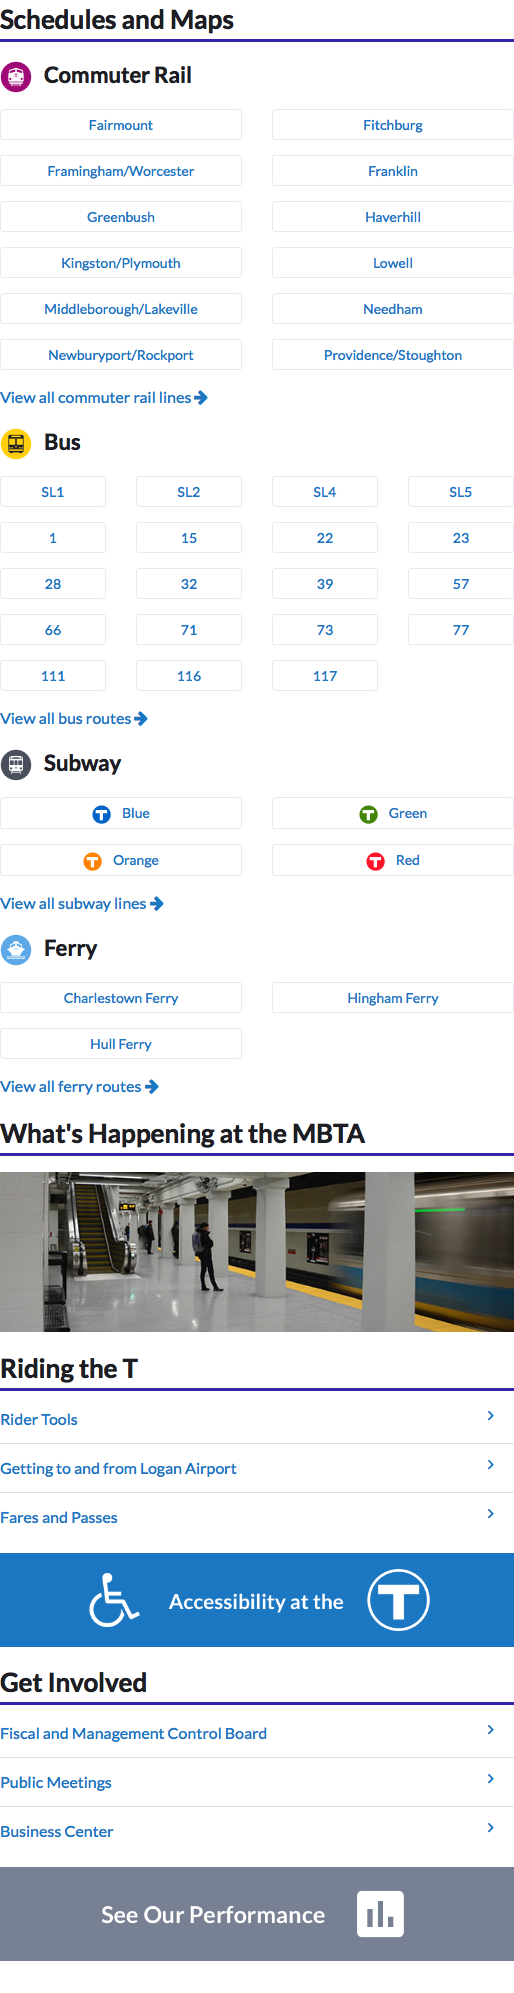 Schedules and Maps
Commuter Rail
Fairmount Fitchburg
Framingham/Worcester Franklin
Greenbush Haverhill
Kingston/Plymouth Lowell
Middleborough/Lakeville Needham
Newburyport/Rockport Providence/Stoughton
View all commuter rail lines
Bus
SL1 SL2 SL4 SL5
1 15 22 23
28 32 39 57
66 71 73 77
111 116 117
View all bus routes
Subway
T Blue T Green
T Orange T Red
View all subway lines
Ferry
Charlestown Ferry Hingham Ferry
Hull Ferry
View all ferry routes
What's Happening at the MBTA
Riding the T
Rider Tools
Getting to and from Logan Airport
Fares and Passes
Accessibility at the T
Get Involved
Fiscal and Management Control Board
Public Meetings
Business Center
See Our Performance